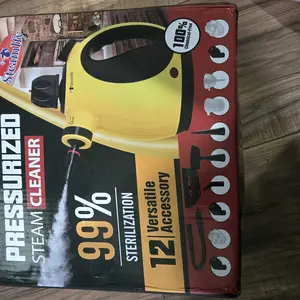 PRESSURIZED
STEAM CLEANER
99%
STERILIZATION
12 Versatile
Accessory
100%